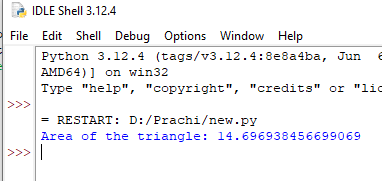 IDLE Shell 3.12.4
File Edit Shell Debug Options Window Help
Python 3.12.4 (tags/v3.12.4:8e8a4ba, Jun 6
AMD64)] on win32
Type "help", "copyright", "credits" or "lic
>>>
= RESTART: D:/Prachi/new.py
Area of the triangle: 14.696938456699069
>>>